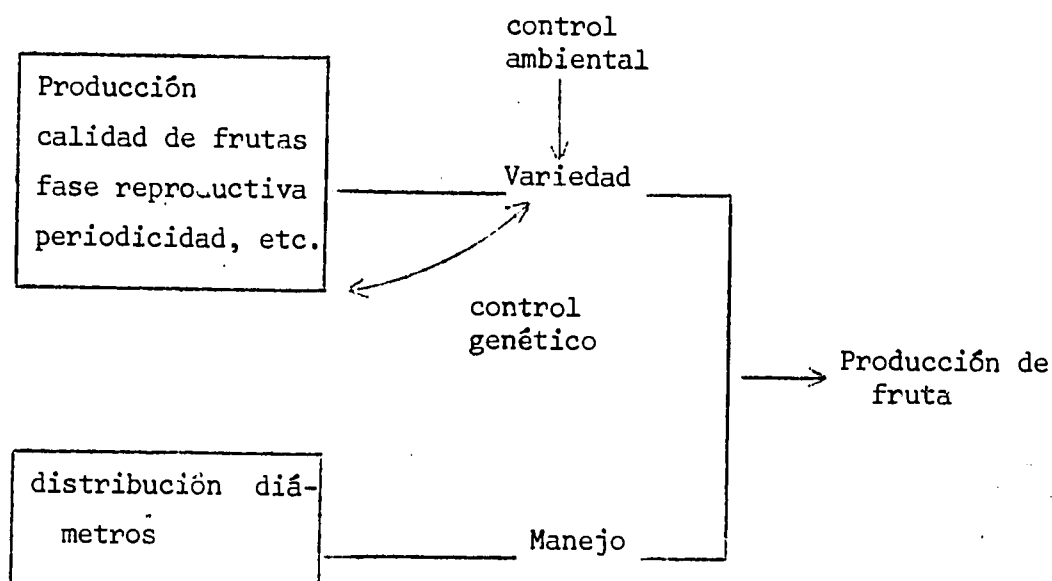 control
ambiental
Producción
calidad de frutas
fase reproductiva
periodicidad, etc.
Variedad
control
genético
Producción de
fruta
distribución diá-
metros
Manejo